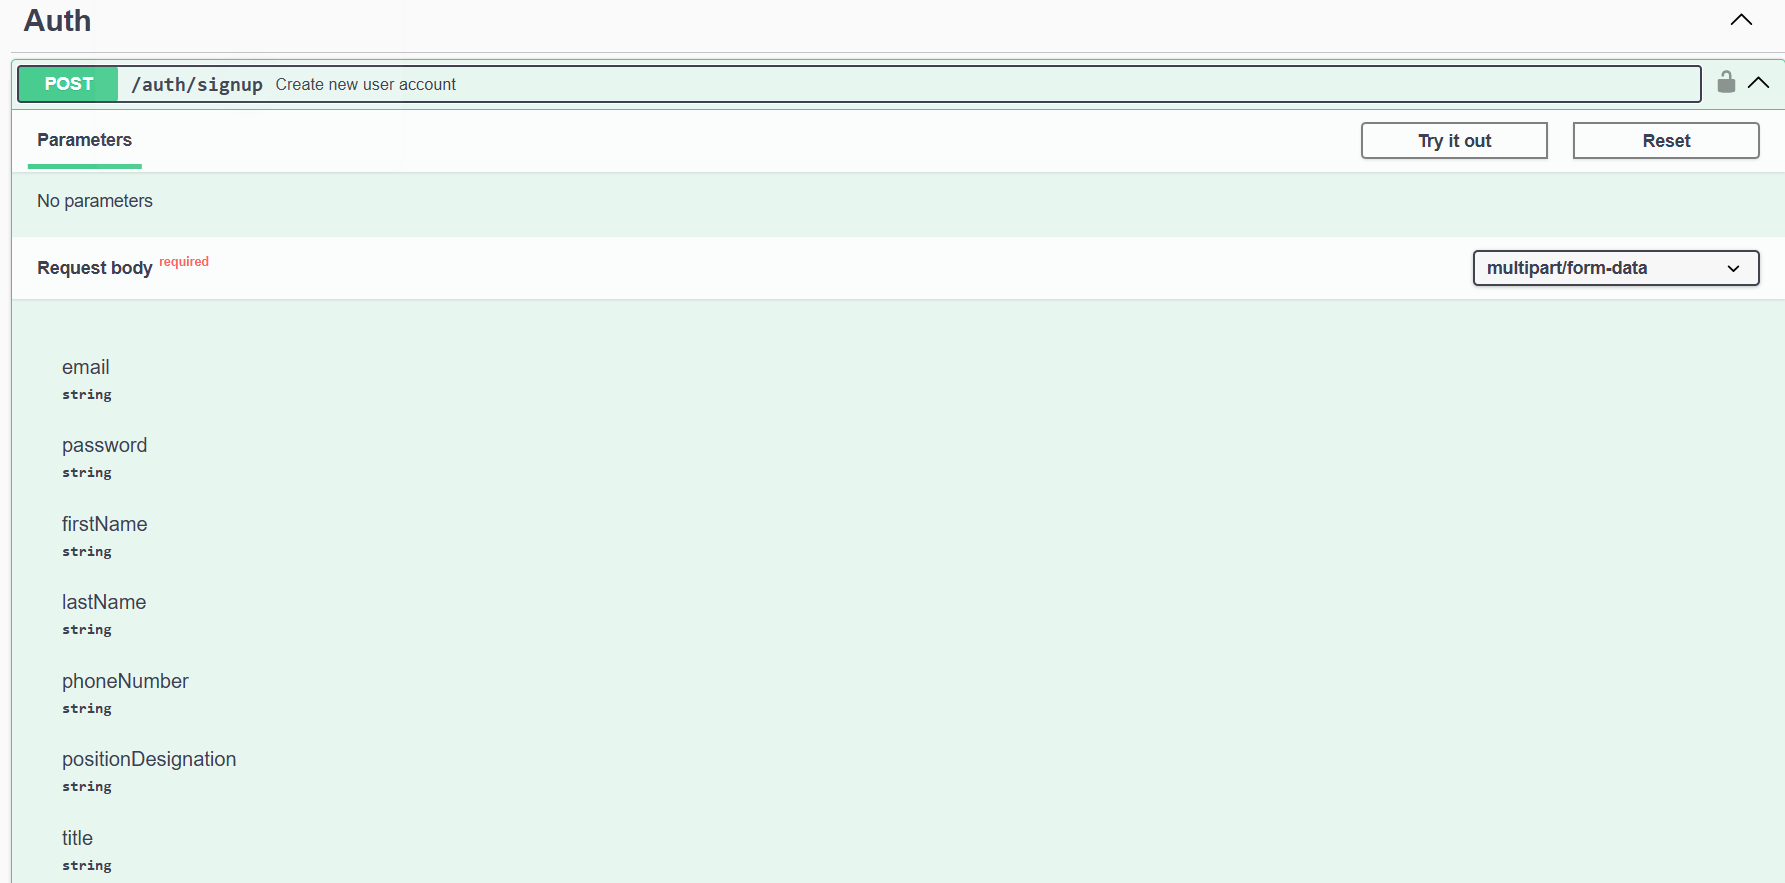 Auth
POST /auth/signup Create new user account
Parameters
Try it out
Reset
No parameters
Request body required
multipart/form-data
email
string
password
string
firstName
string
lastName
string
phoneNumber
string
positionDesignation
string
title
string